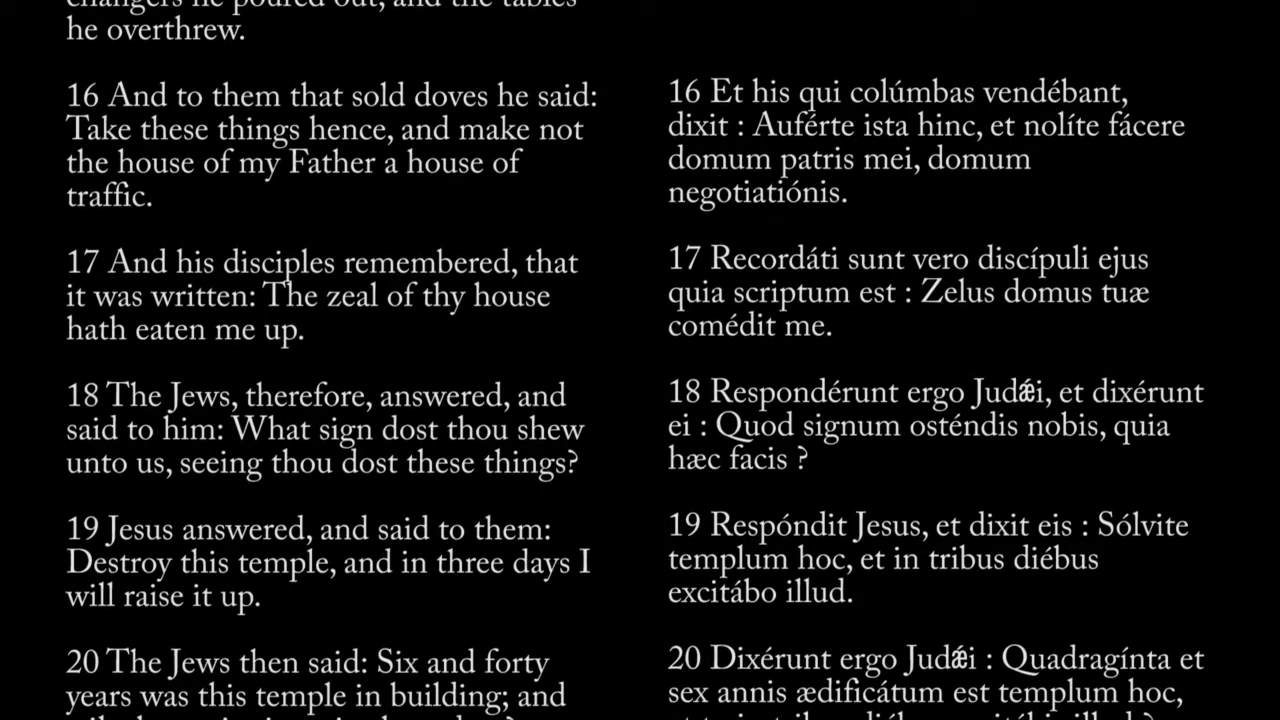 changers he poured out, and the tables
he overthrew.
16 And to them that sold doves he said:
Take these things hence, and make not
the house of my Father a house of
traffic.
17 And his disciples remembered, that
it was written: The zeal of thy house
hath eaten me up.
18 The Jews, therefore, answered, and
said to him: What sign dost thou shew
unto us, seeing thou dost these things?
19 Jesus answered, and said to them:
Destroy this temple, and in three days I
will raise it up.
20 The Jews then said: Six and forty
years was this temple in building; and
16 Et his qui colúmbas vendébant,
dixit : Auférte ista hinc, et nolíte fácere
domum patris mei, domum
negotiatiónis.
17 Recordáti sunt vero discípuli ejus
quia scriptum est : Zelus domus tuæ
comédit me.
18 Respondérunt ergo Judǽi, et dixérunt
ei : Quod signum osténdis nobis, quia
hæc facis ?
19 Respóndit Jesus, et dixit eis : Sólvite
templum hoc, et in tribus diébus
excitábo illud.
20 Dixérunt ergo Judǽi : Quadragínta et
sex annis ædificátum est templum hoc,